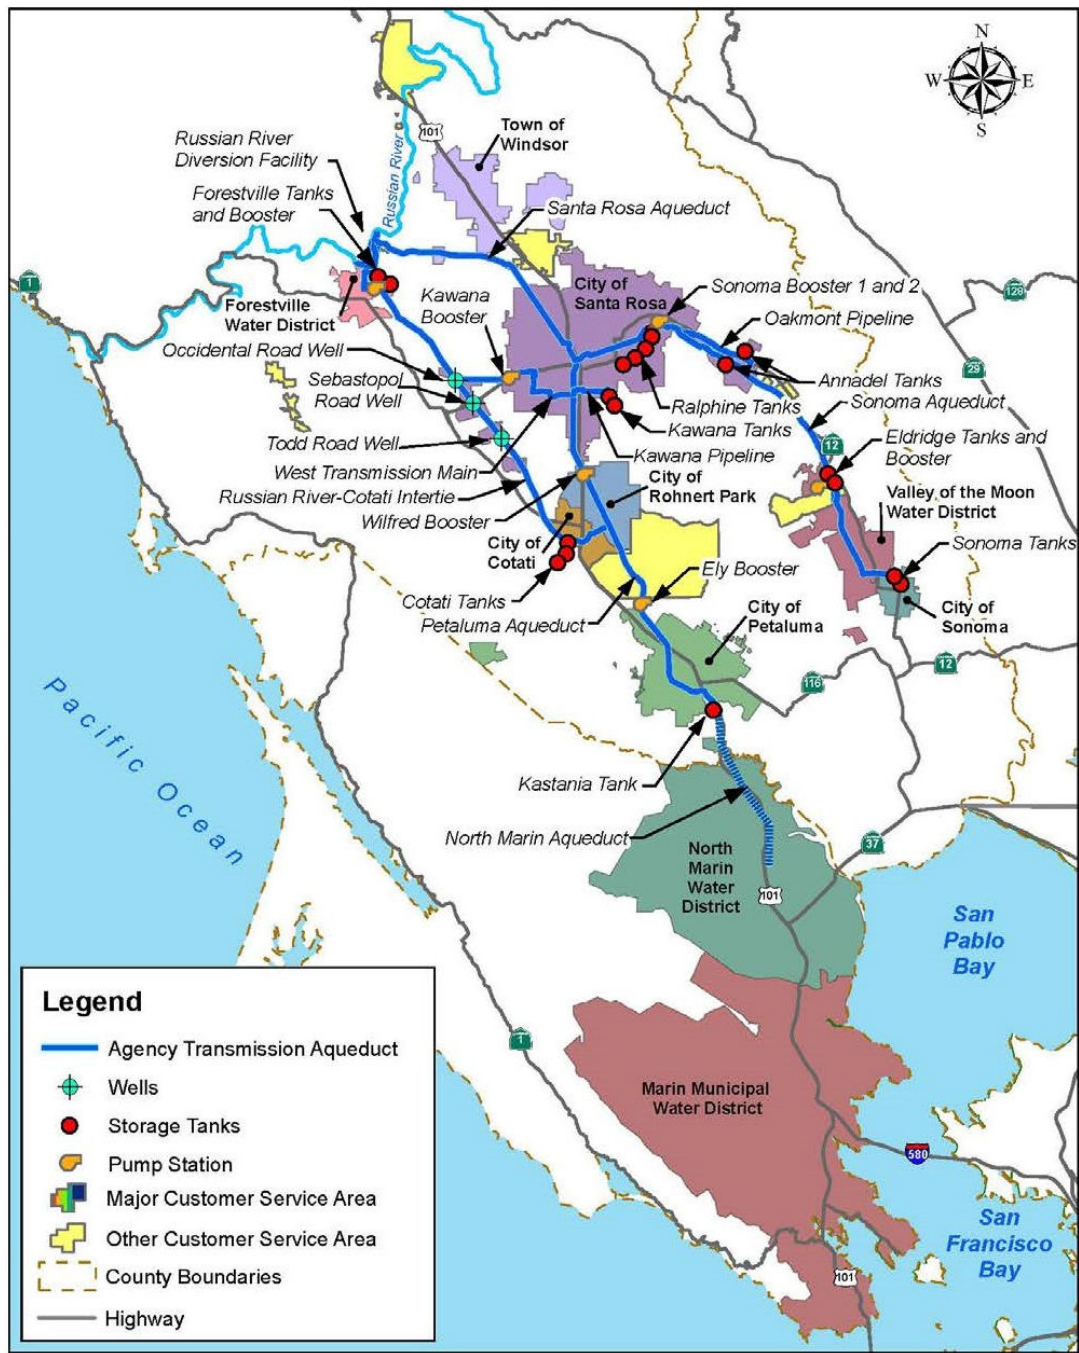 N
W
E
S
101
Town of
Windsor
Russian River
Diversion Facility
Russian River
Forestville Tanks
and Booster
Santa Rosa Aqueduct
1
City of
Santa Rosa
Sonoma Booster 1 and 2
128
Kawana
Booster
Forestville
Water District
Oakmont Pipeline
Occidental Road Well
29
Annadel Tanks
Sebastopol
Road Well
Ralphine Tanks
Sonoma Aqueduct
Kawana Tanks
Todd Road Well
12
Eldridge Tanks and
Booster
West Transmission Main
Kawana Pipeline
Russian River-Cotati Intertie
City of
Rohnert Park
Valley of the Moon
Water District
Wilfred Booster
City of
Cotati
Sonoma Tanks
Ely Booster
Cotati Tanks
Petaluma Aqueduct
City of
Petaluma
City of
Sonoma
12
116
Pacific Ocean
Kastania Tank
North Marin Aqueduct
37
North
Marin
Water
District
101
San
Pablo
Bay
1
Marin Municipal
Water District
580
San
Francisco
Bay
101
Legend
Agency Transmission Aqueduct
Wells
Storage Tanks
Pump Station
Major Customer Service Area
Other Customer Service Area
County Boundaries
Highway